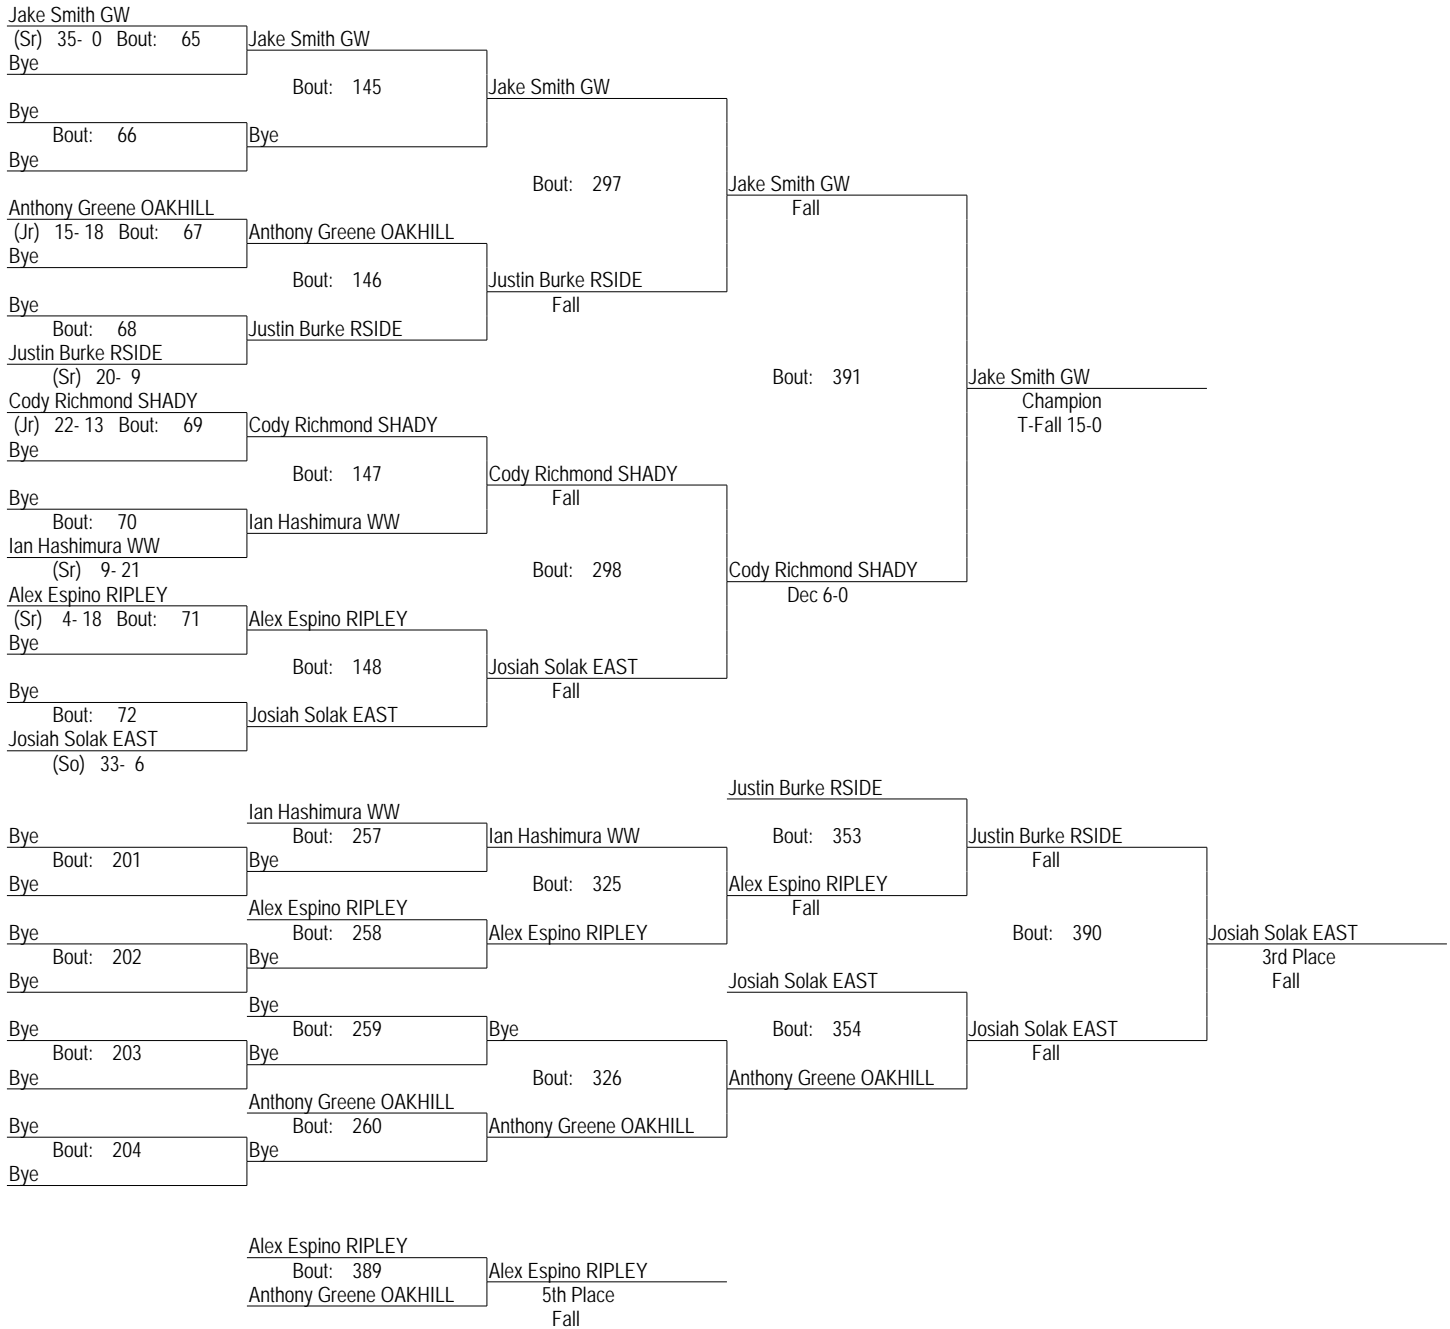 Jake Smith GW
(Sr) 35- 0 Bout: 65 Jake Smith GW
Bye
Bout: 145 Jake Smith GW
Bye
Bout: 66 Bye
Bye
Bout: 297 Jake Smith GW
Anthony Greene OAKHILL Fall
(Jr) 15- 18 Bout: 67 Anthony Greene OAKHILL
Bye
Bout: 146 Justin Burke RSIDE
Bye Fall
Bout: 68 Justin Burke RSIDE
Justin Burke RSIDE
(Sr) 20- 9 Bout: 391 Jake Smith GW
Cody Richmond SHADY Champion
(Jr) 22- 13 Bout: 69 Cody Richmond SHADY T-Fall 15-0
Bye
Bout: 147 Cody Richmond SHADY
Bye Fall
Bout: 70 Ian Hashimura WW
Ian Hashimura WW
(Sr) 9- 21 Bout: 298 Cody Richmond SHADY
Alex Espino RIPLEY Dec 6-0
(Sr) 4- 18 Bout: 71 Alex Espino RIPLEY
Bye
Bout: 148 Josiah Solak EAST
Bye Fall
Bout: 72 Josiah Solak EAST
Josiah Solak EAST
(So) 33- 6
Justin Burke RSIDE
Ian Hashimura WW
Bye Bout: 257 Ian Hashimura WW Bout: 353 Justin Burke RSIDE
Bout: 201 Bye Fall
Bye Bout: 325 Alex Espino RIPLEY
Alex Espino RIPLEY Fall
Bye Bout: 258 Alex Espino RIPLEY Bout: 390 Josiah Solak EAST
Bout: 202 Bye 3rd Place
Bye Josiah Solak EAST Fall
Bye
Bye Bout: 259 Bye Bout: 354 Josiah Solak EAST
Bout: 203 Bye Fall
Bye Bout: 326 Anthony Greene OAKHILL
Anthony Greene OAKHILL
Bye Bout: 260 Anthony Greene OAKHILL
Bout: 204 Bye
Bye
Alex Espino RIPLEY
Bout: 389 Alex Espino RIPLEY
Anthony Greene OAKHILL 5th Place
Fall